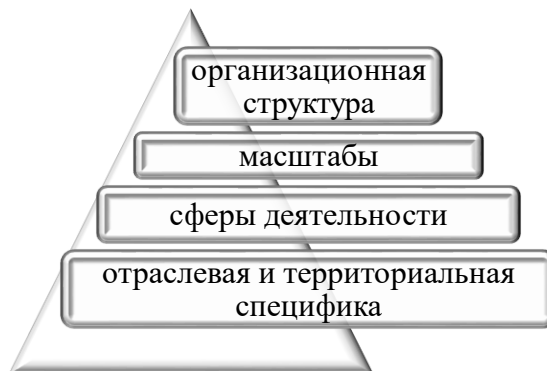 организационная
структура
масштабы
сферы деятельности
отраслевая и территориальная
специфика